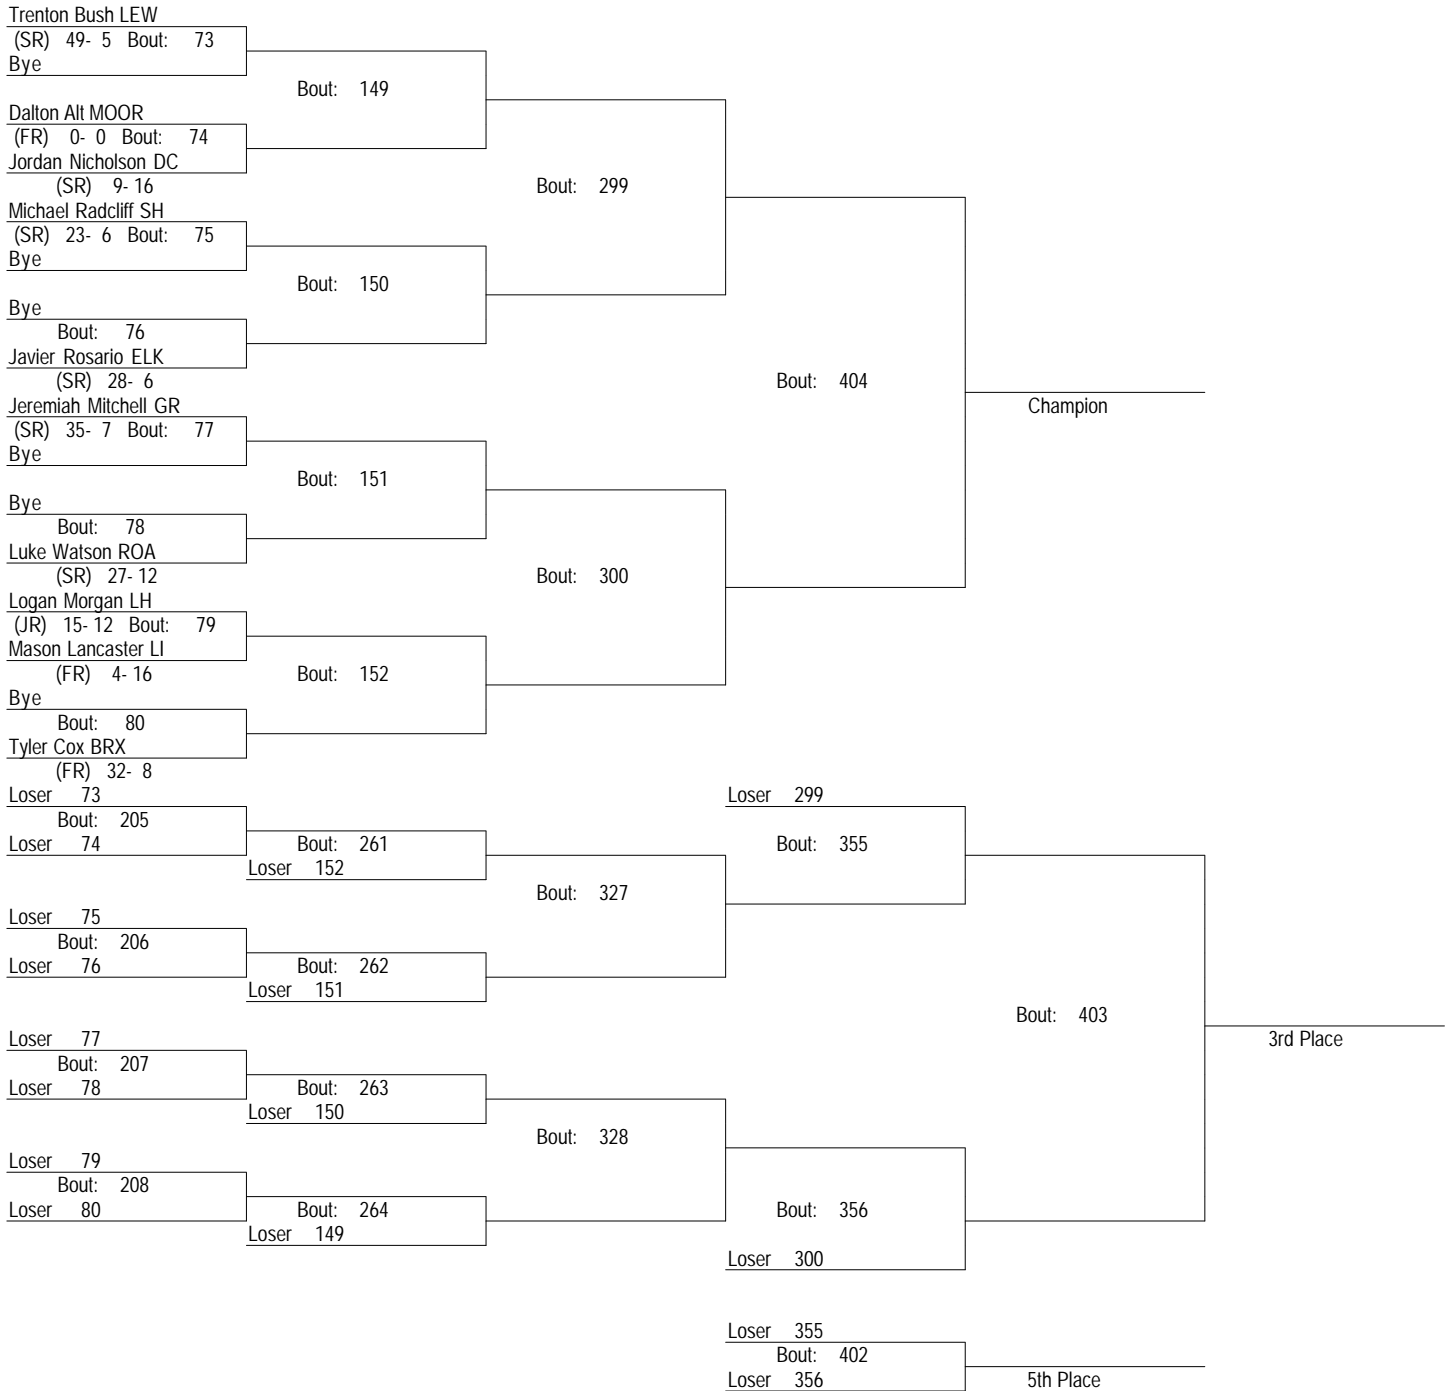 Trenton Bush LEW
(SR) 49- 5 Bout: 73
Bye
Bout: 149
Dalton Alt MOOR
(FR) 0- 0 Bout: 74
Jordan Nicholson DC
(SR) 9- 16
Bout: 299
Michael Radcliff SH
(SR) 23- 6 Bout: 75
Bye
Bout: 150
Bye
Bout: 76
Javier Rosario ELK
(SR) 28- 6
Bout: 404
Jeremiah Mitchell GR
Champion
(SR) 35- 7 Bout: 77
Bye
Bout: 151
Bye
Bout: 78
Luke Watson ROA
(SR) 27- 12
Bout: 300
Logan Morgan LH
(JR) 15- 12 Bout: 79
Mason Lancaster LI
(FR) 4- 16
Bout: 152
Bye
Bout: 80
Tyler Cox BRX
(FR) 32- 8
Loser 73
Loser 299
Bout: 205
Loser 74
Bout: 261
Bout: 355
Loser 152
Bout: 327
Loser 75
Bout: 206
Loser 76
Bout: 262
Loser 151
Bout: 403
Loser 77
3rd Place
Bout: 207
Loser 78
Bout: 263
Loser 150
Bout: 328
Loser 79
Bout: 208
Loser 80
Bout: 264
Bout: 356
Loser 149
Loser 300
Loser 355
Bout: 402
Loser 356
5th Place